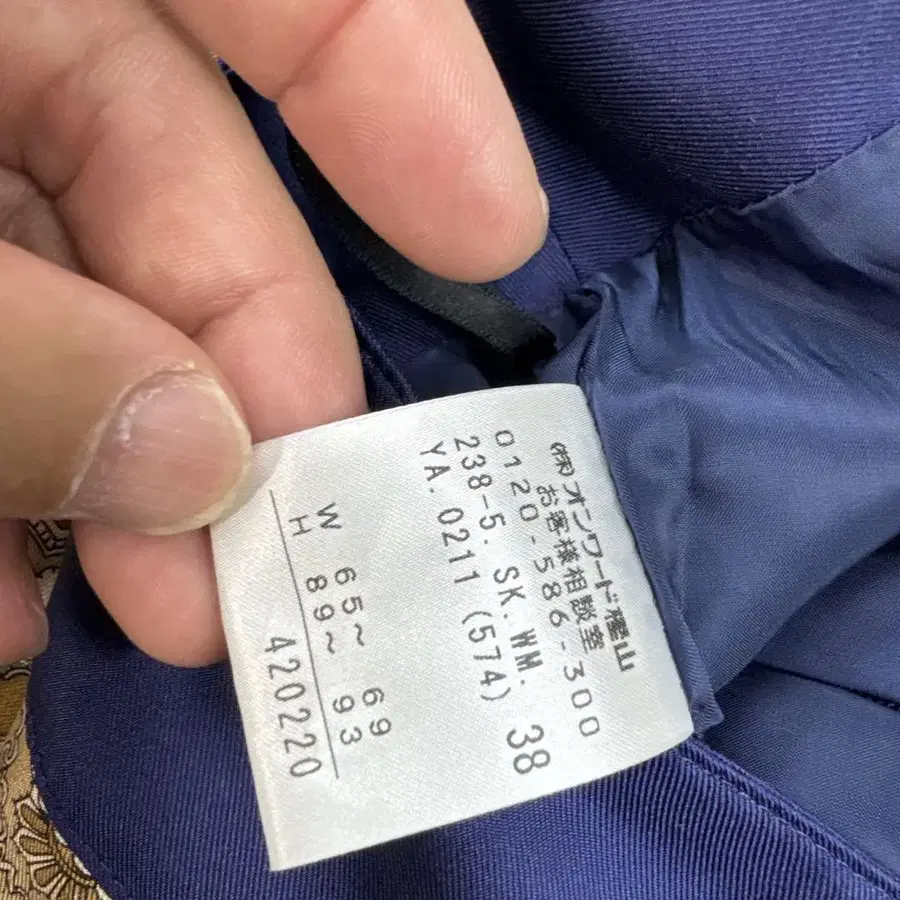 (株)オンワード樫山
お客様相談室
0120-586-300
238-5. SK.WM. 38
YA.0211(574)
W 65~ 69
H 89~ 93
420220